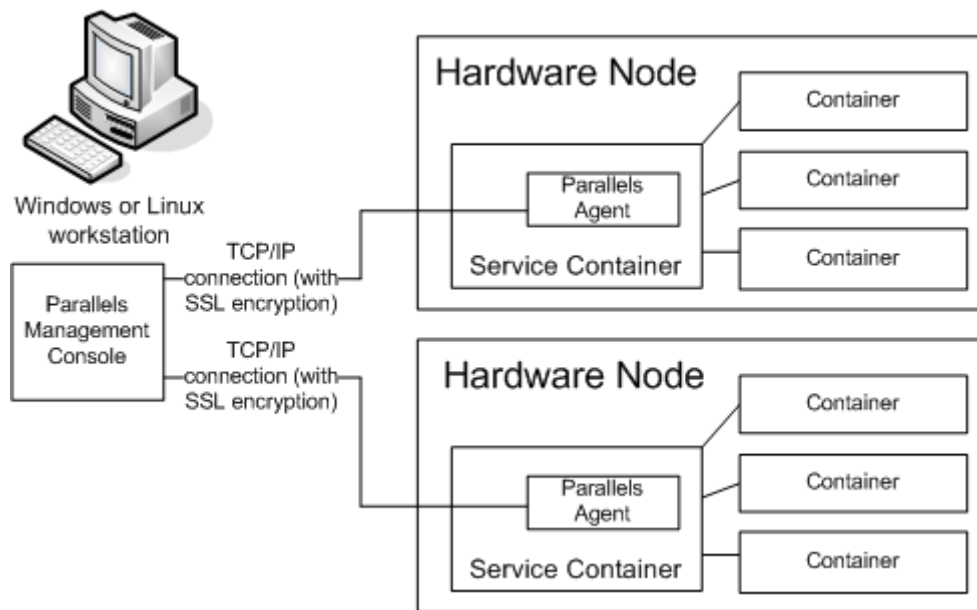 Windows or Linux
workstation
Parallels
Management
Console
TCP/IP
connection (with
SSL encryption)
TCP/IP
connection (with
SSL encryption)
Hardware Node
Parallels
Agent
Service Container
Container
Container
Container
Hardware Node
Parallels
Agent
Service Container
Container
Container
Container